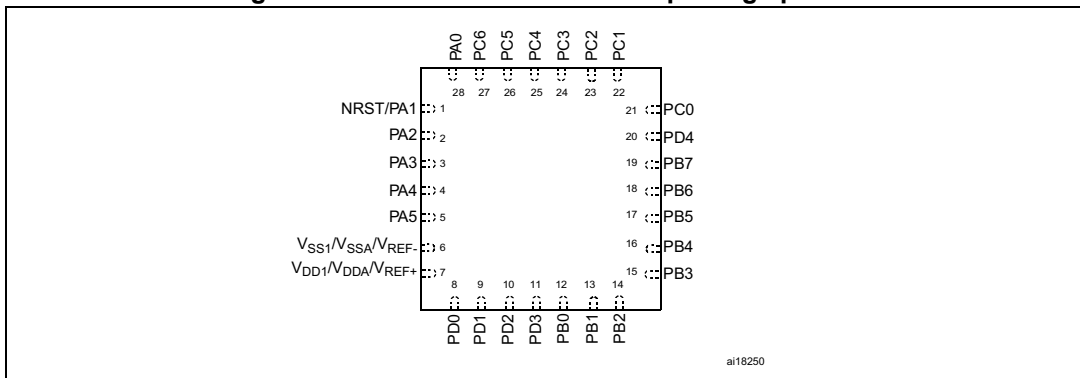 PA0 PC6 PC5 PC4 PC3 PC2 PC1
28 27 26 25 24 23 22
NRST/PA1 1 21 PC0
PA2 2 20 PD4
PA3 3 19 PB7
PA4 4 18 PB6
PA5 5 17 PB5
VSS1/VSSA/VREF- 6 16 PB4
VDD1/VDDA/VREF+ 7 15 PB3
8 9 10 11 12 13 14
PD0 PD1 PD2 PD3 PB0 PB1 PB2
ai18250